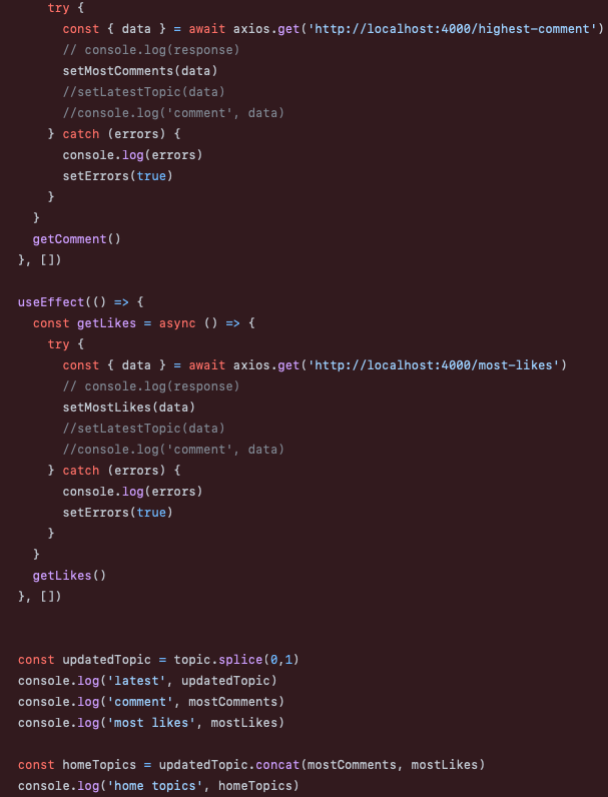 try {
const { data } = await axios.get('http://localhost:4000/highest-comment')
// console.log(response)
setMostComments(data)
//setLatestTopic(data)
//console.log('comment', data)
} catch (errors) {
console.log(errors)
setErrors(true)
}
}
getComment()
}, [])
useEffect(() => {
const getLikes = async () => {
try {
const { data } = await axios.get('http://localhost:4000/most-likes')
// console.log(response)
setMostLikes(data)
//setLatestTopic(data)
//console.log('comment', data)
} catch (errors) {
console.log(errors)
setErrors(true)
}
}
getLikes()
}, [])
const updatedTopic = topic.splice(0,1)
console.log('latest', updatedTopic)
console.log('comment', mostComments)
console.log('most likes', mostLikes)
const homeTopics = updatedTopic.concat(mostComments, mostLikes)
console.log('home topics', homeTopics)